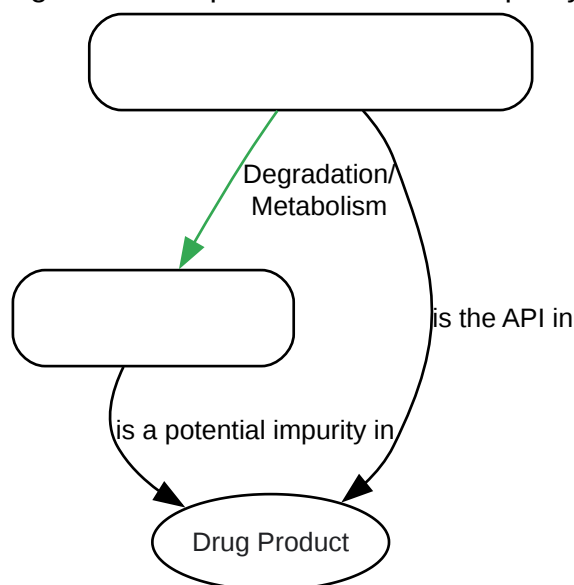 Degradation/
Metabolism
is the API in
is a potential impurity in
Drug Product